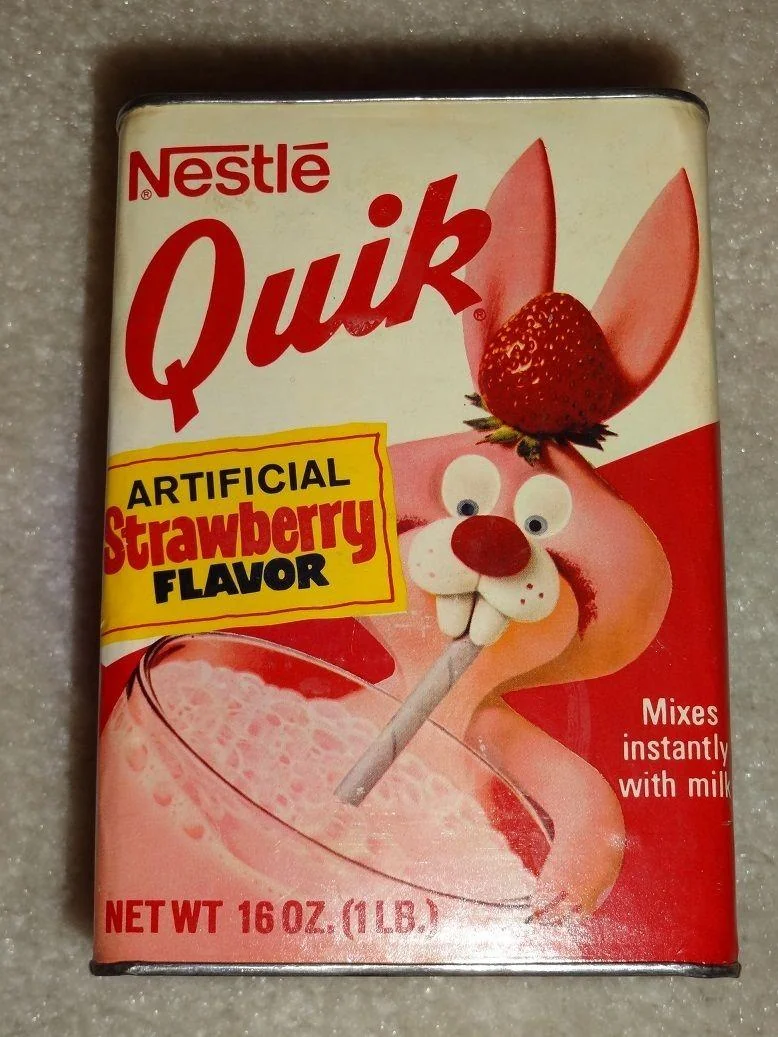 Nestlé
®
Quik
®
ARTIFICIAL
Strawberry
FLAVOR
Mixes
instantly
with milk
NET WT 16 OZ. (1 LB.)